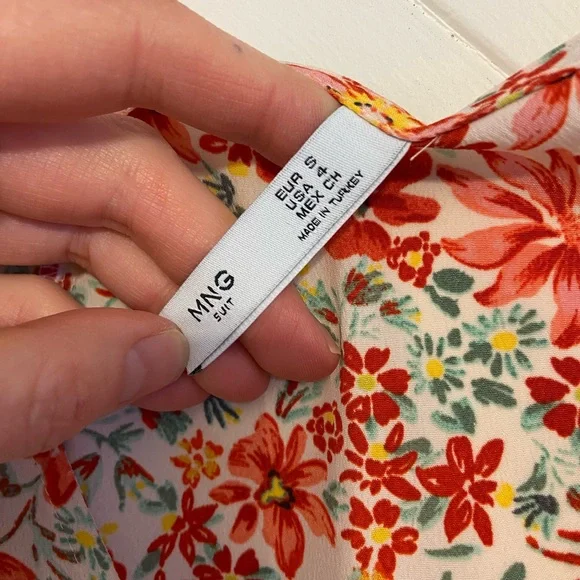 MNG
SUIT
EUR S
USA 4
MEX CH
MADE IN TURKEY